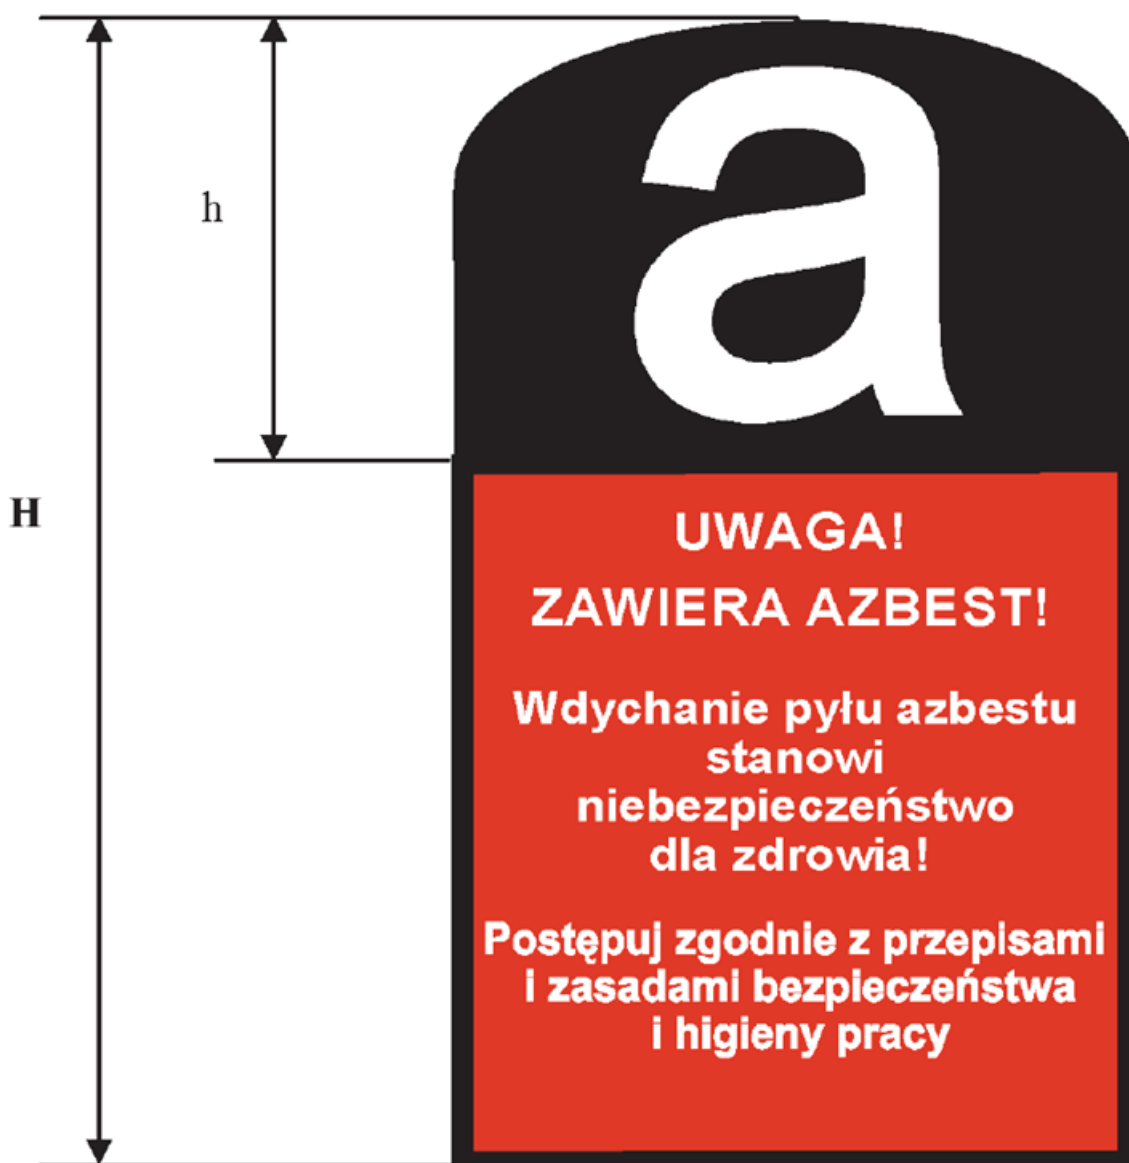 a
h
H
UWAGA!
ZAWIERA AZBEST!
Wdychanie pyłu azbestu
stanowi
niebezpieczeństwo
dla zdrowia!
Postępuj zgodnie z przepisami
i zasadami bezpieczeństwa
i higieny pracy